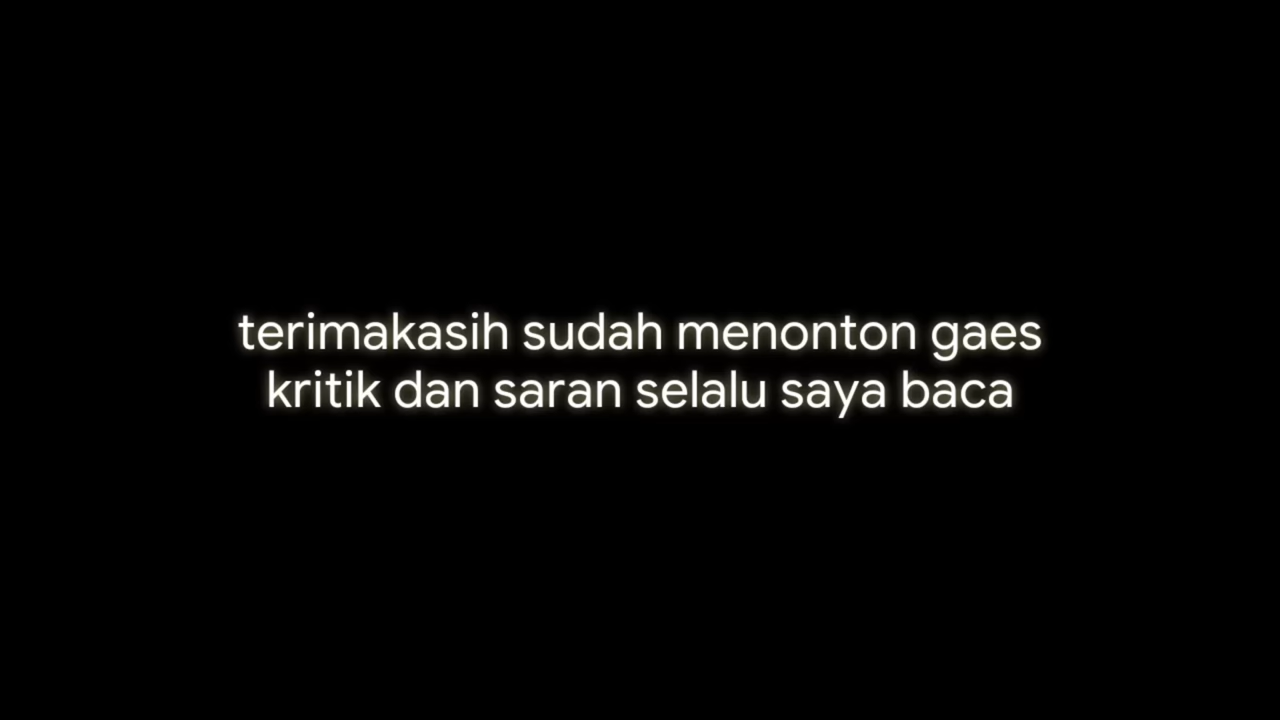 terimakasih sudah menonton gaes
kritik dan saran selalu saya baca